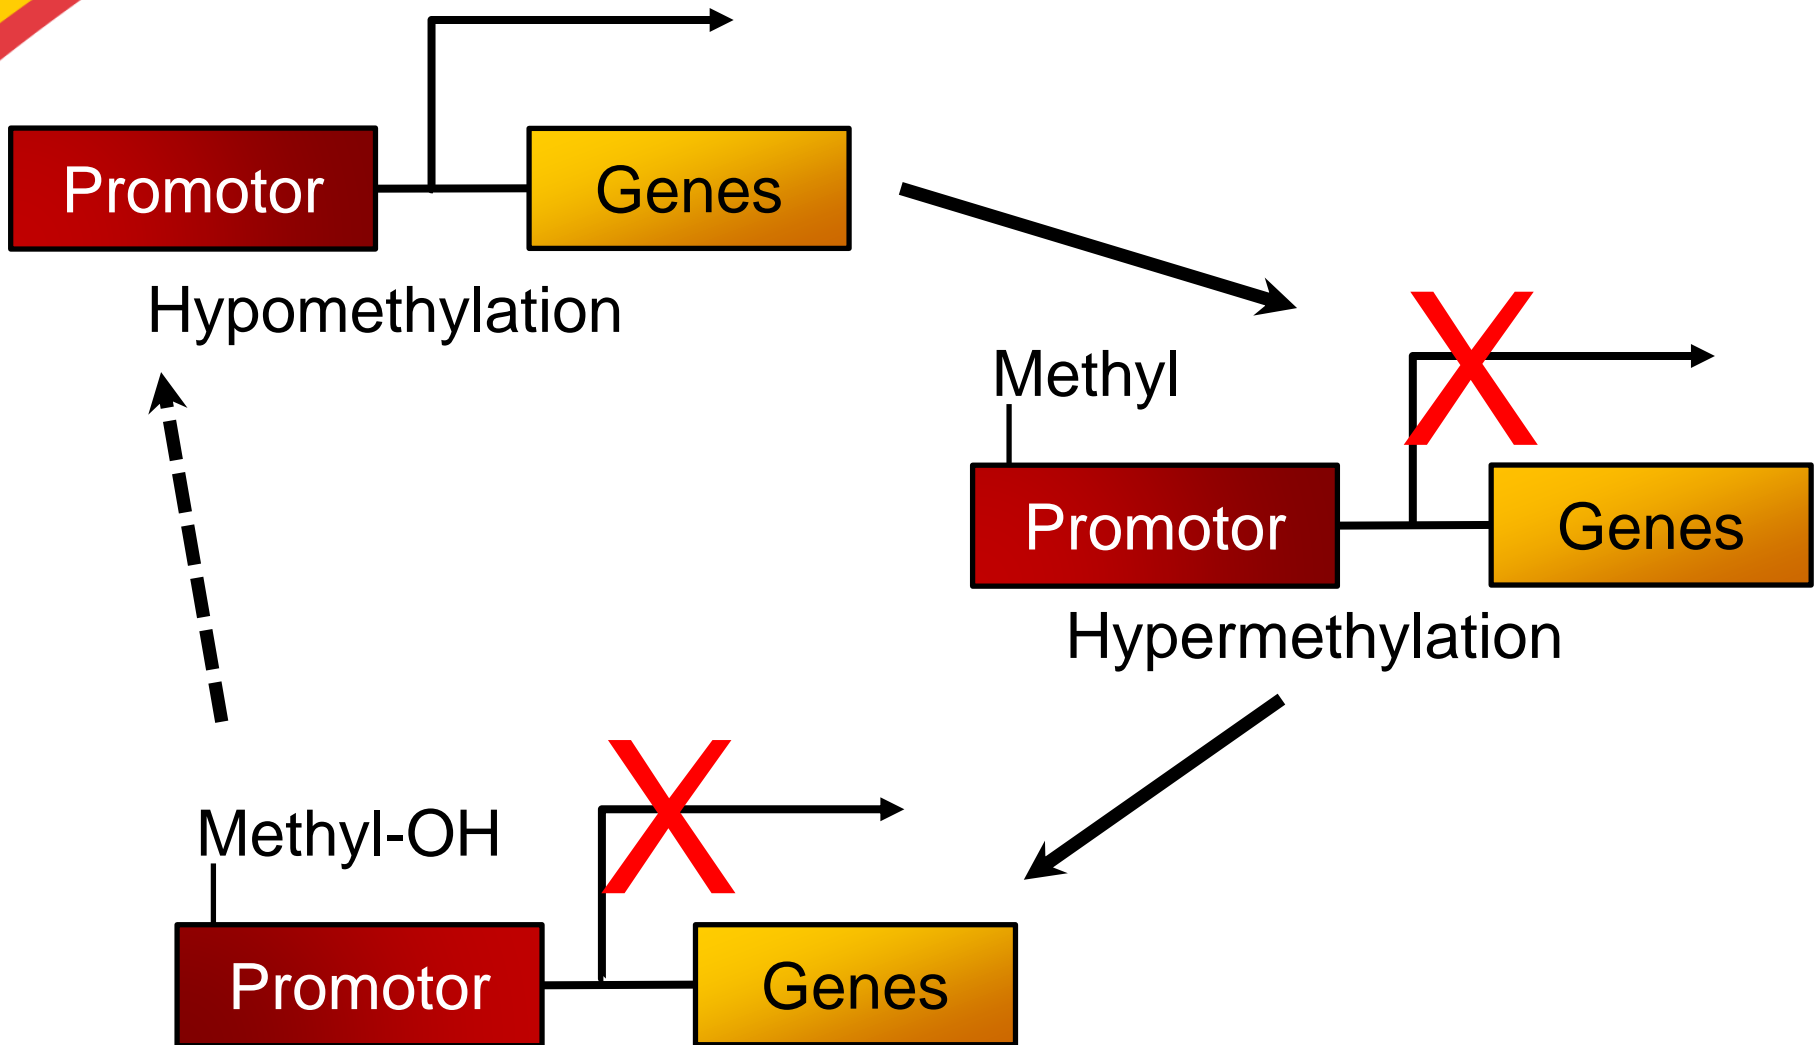 Promotor
Genes
Hypomethylation
Methyl
X
Promotor
Genes
Hypermethylation
Methyl-OH
X
Promotor
Genes